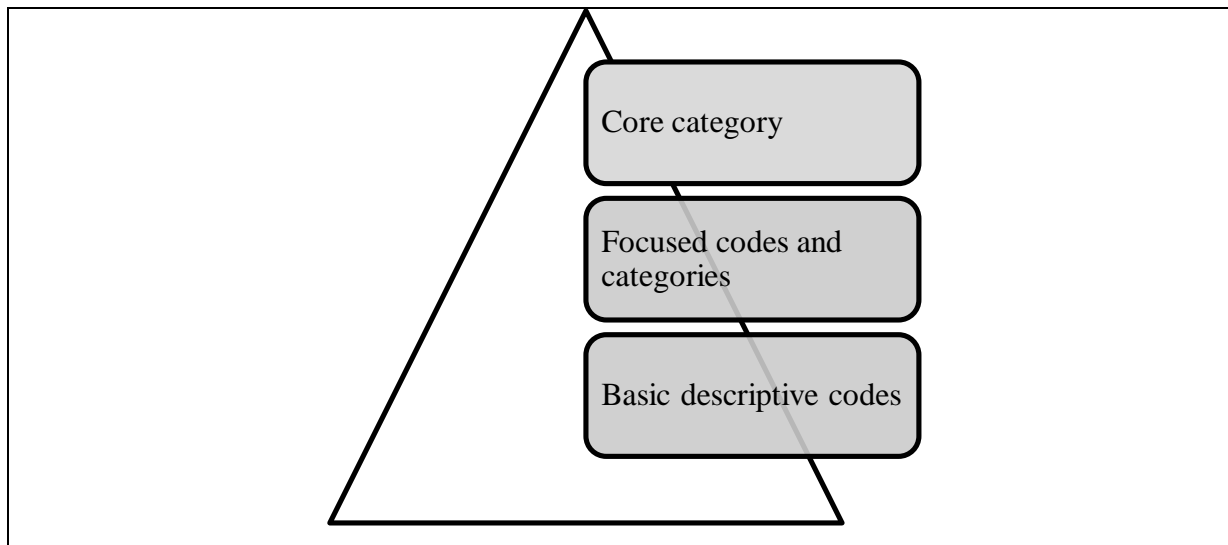 Core category
Focused codes and
categories
Basic descriptive codes